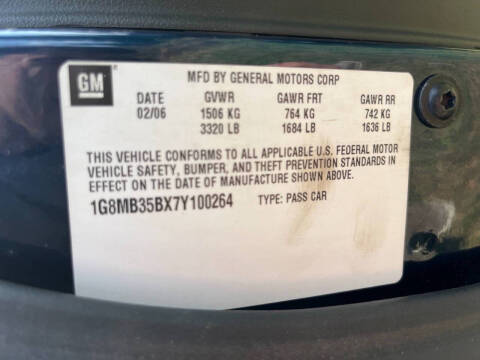 GM
MFD BY GENERAL MOTORS CORP
DATE GVWR GAWR FRT GAWR RR
02/06 1506 KG 764 KG 742 KG
3320 LB 1684 LB 1636 LB
THIS VEHICLE CONFORMS TO ALL APPLICABLE U.S. FEDERAL MOTOR
VEHICLE SAFETY, BUMPER, AND THEFT PREVENTION STANDARDS IN
EFFECT ON THE DATE OF MANUFACTURE SHOWN ABOVE.
1G8MB35BX7Y100264 TYPE: PASS CAR